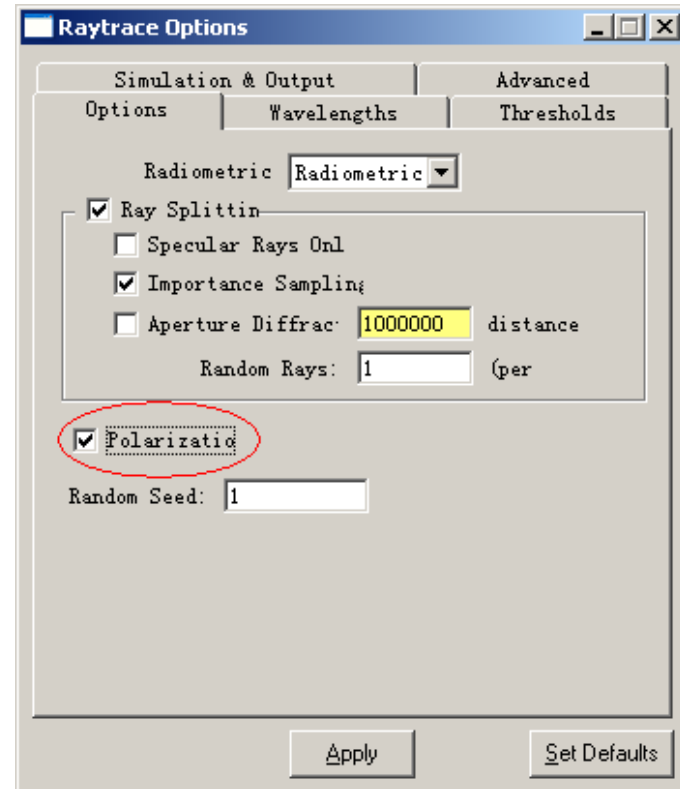 Raytrace Options
Simulation & Output Advanced
Options Wavelengths Thresholds
Radiometric Radiometric
Ray Splittin
Specular Rays Onl
Importance Sampling
Aperture Diffrac 1000000 distance
Random Rays: 1 (per
Polarizatio
Random Seed: 1
Apply Set Defaults